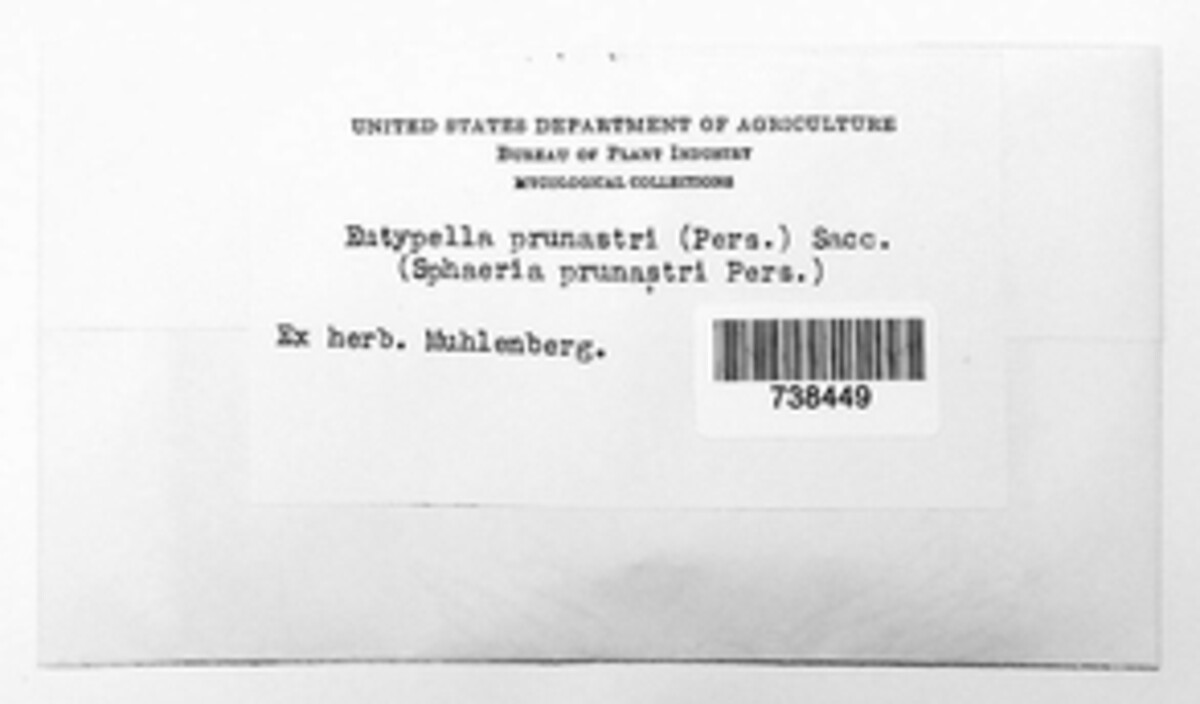 UNITED STATES DEPARTMENT OF AGRICULTURE
BUREAU OF PLANT INDUSTRY
MYCOLOGICAL COLLECTIONS
Eutypella prunastri (Pers.) Sacc.
(Sphaeria prunastri Pers.)
Ex herb. Muhlenberg.
738449